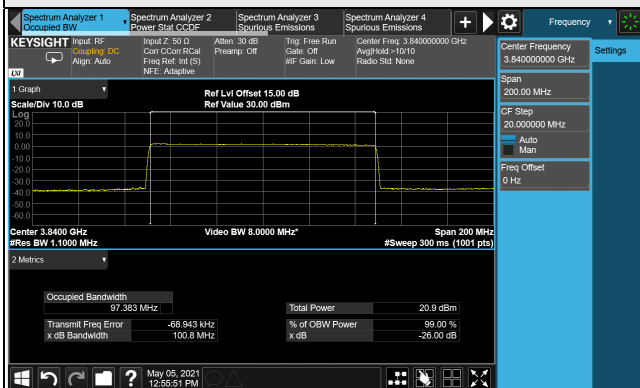 Spectrum Analyzer 1
Occupied BW
Spectrum Analyzer 2
Power Stat CCDF
Spectrum Analyzer 3
Spurious Emissions
Spectrum Analyzer 4
Spurious Emissions
Frequency
KEYSIGHT
Input: RF
Coupling: DC
Align: Auto
Input Z: 50 Ω
Corr CCorr RCal
Freq Ref: Int (S)
NFE: Adaptive
Atten: 30 dB
Preamp: Off
Trig: Free Run
Gate: Off
#IF Gain: Low
Center Freq: 3.840000000 GHz
Avg|Hold:>10/10
Radio Std: None
LXI
Center Frequency
3.840000000 GHz
Settings
Span
200.00 MHz
CF Step
20.000000 MHz
Auto
Man
Freq Offset
0 Hz
1 Graph
Scale/Div 10.0 dB
Ref Lvl Offset 15.00 dB
Ref Value 30.00 dBm
Log
20.0
10.0
0.00
-10.0
-20.0
-30.0
-40.0
-50.0
-60.0
Center 3.8400 GHz
#Res BW 1.1000 MHz
Video BW 8.0000 MHz*
Span 200 MHz
#Sweep 300 ms (1001 pts)
2 Metrics
Occupied Bandwidth
97.383 MHz
Total Power 20.9 dBm
Transmit Freq Error -68.943 kHz
% of OBW Power 99.00 %
x dB Bandwidth 100.8 MHz
x dB -26.00 dB
?
May 05, 2021
12:55:51 PM